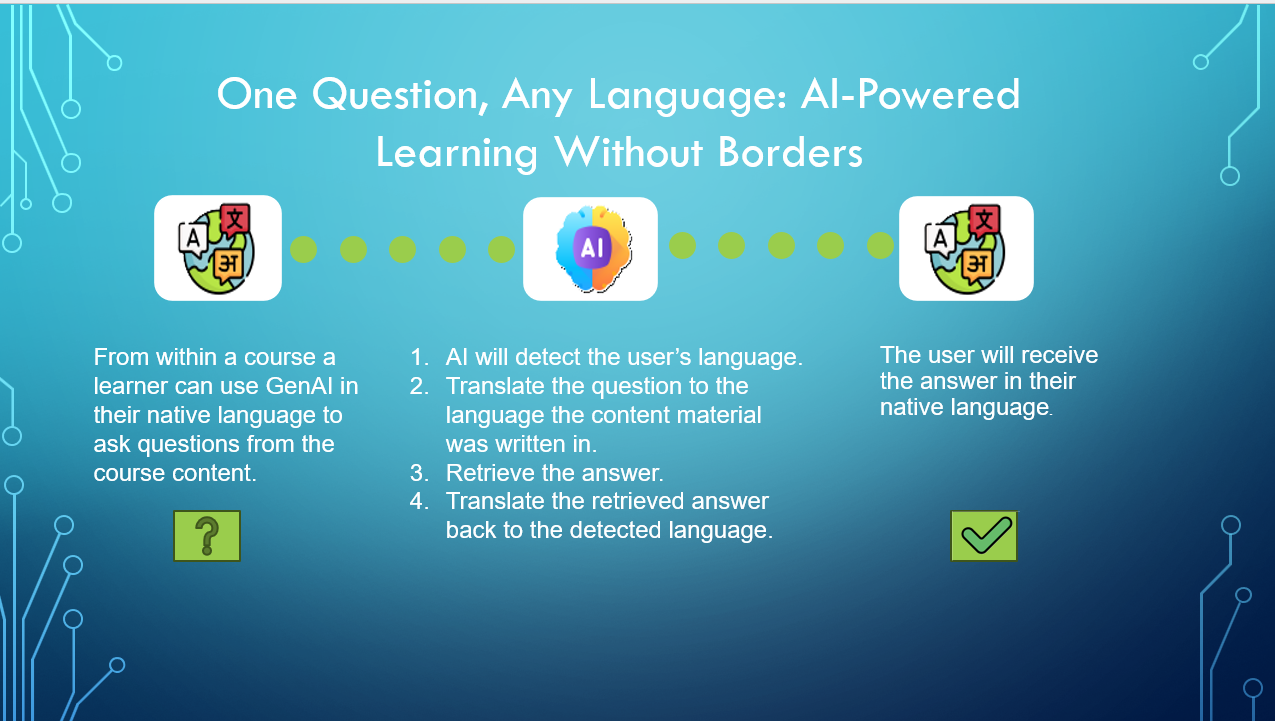 One Question, Any Language: AI-Powered
Learning Without Borders
A
文
अ
AI
A
文
अ
From within a course a
learner can use GenAI in
their native language to
ask questions from the
course content.
?
1. AI will detect the user’s language.
2. Translate the question to the
language the content material
was written in.
3. Retrieve the answer.
4. Translate the retrieved answer
back to the detected language.
The user will receive
the answer in their
native language.